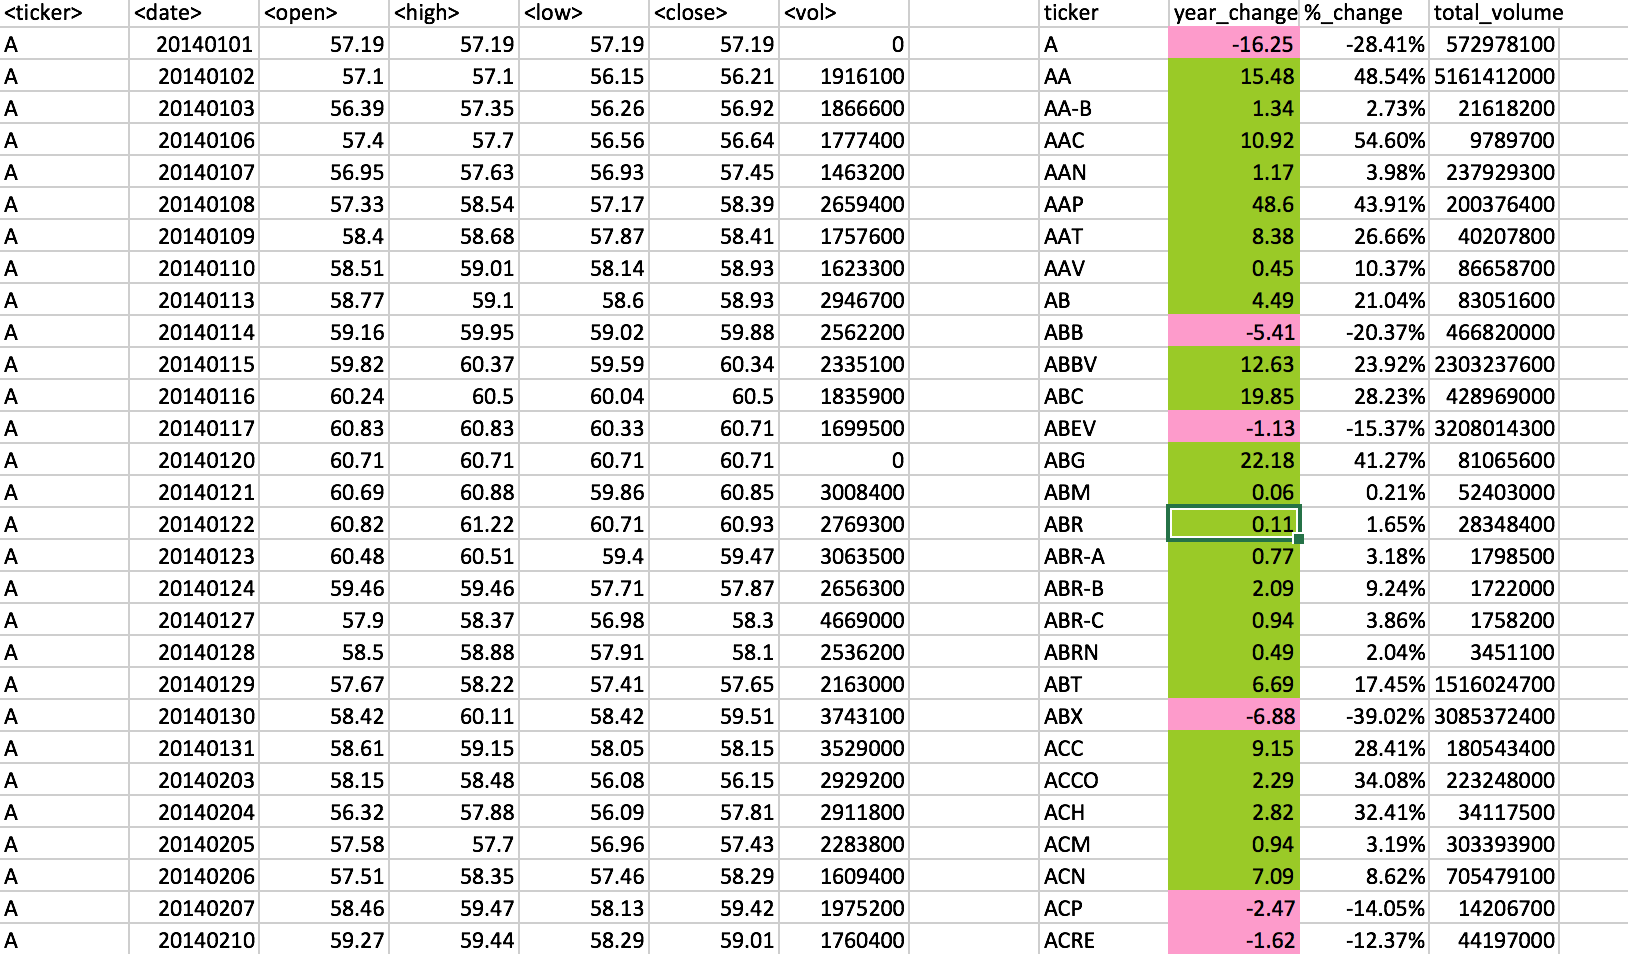 <ticker> <date> <open> <high> <low> <close> <vol> ticker year_change %_change total_volume
A 20140101 57.19 57.19 57.19 57.19 0 A -16.25 -28.41% 572978100
A 20140102 57.1 57.1 56.15 56.21 1916100 AA 15.48 48.54% 5161412000
A 20140103 56.39 57.35 56.26 56.92 1866600 AA-B 1.34 2.73% 21618200
A 20140106 57.4 57.7 56.56 56.64 1777400 AAC 10.92 54.60% 9789700
A 20140107 56.95 57.63 56.93 57.45 1463200 AAN 1.17 3.98% 237929300
A 20140108 57.33 58.54 57.17 58.39 2659400 AAP 48.6 43.91% 200376400
A 20140109 58.4 58.68 57.87 58.41 1757600 AAT 8.38 26.66% 40207800
A 20140110 58.51 59.01 58.14 58.93 1623300 AAV 0.45 10.37% 86658700
A 20140113 58.77 59.1 58.6 58.93 2946700 AB 4.49 21.04% 83051600
A 20140114 59.16 59.95 59.02 59.88 2562200 ABB -5.41 -20.37% 466820000
A 20140115 59.82 60.37 59.59 60.34 2335100 ABBV 12.63 23.92% 2303237600
A 20140116 60.24 60.5 60.04 60.5 1835900 ABC 19.85 28.23% 428969000
A 20140117 60.83 60.83 60.33 60.71 1699500 ABEV -1.13 -15.37% 3208014300
A 20140120 60.71 60.71 60.71 60.71 0 ABG 22.18 41.27% 81065600
A 20140121 60.69 60.88 59.86 60.85 3008400 ABM 0.06 0.21% 52403000
A 20140122 60.82 61.22 60.71 60.93 2769300 ABR 0.11 1.65% 28348400
A 20140123 60.48 60.51 59.4 59.47 3063500 ABR-A 0.77 3.18% 1798500
A 20140124 59.46 59.46 57.71 57.87 2656300 ABR-B 2.09 9.24% 1722000
A 20140127 57.9 58.37 56.98 58.3 4669000 ABR-C 0.94 3.86% 1758200
A 20140128 58.5 58.88 57.91 58.1 2536200 ABRN 0.49 2.04% 3451100
A 20140129 57.67 58.22 57.41 57.65 2163000 ABT 6.69 17.45% 1516024700
A 20140130 58.42 60.11 58.42 59.51 3743100 ABX -6.88 -39.02% 3085372400
A 20140131 58.61 59.15 58.05 58.15 3529000 ACC 9.15 28.41% 180543400
A 20140203 58.15 58.48 56.08 56.15 2929200 ACCO 2.29 34.08% 223248000
A 20140204 56.32 57.88 56.09 57.81 2911800 ACH 2.82 32.41% 34117500
A 20140205 57.58 57.7 56.96 57.43 2283800 ACM 0.94 3.19% 303393900
A 20140206 57.51 58.35 57.46 58.29 1609400 ACN 7.09 8.62% 705479100
A 20140207 58.46 59.47 58.13 59.42 1975200 ACP -2.47 -14.05% 14206700
A 20140210 59.27 59.44 58.29 59.01 1760400 ACRE -1.62 -12.37% 44197000